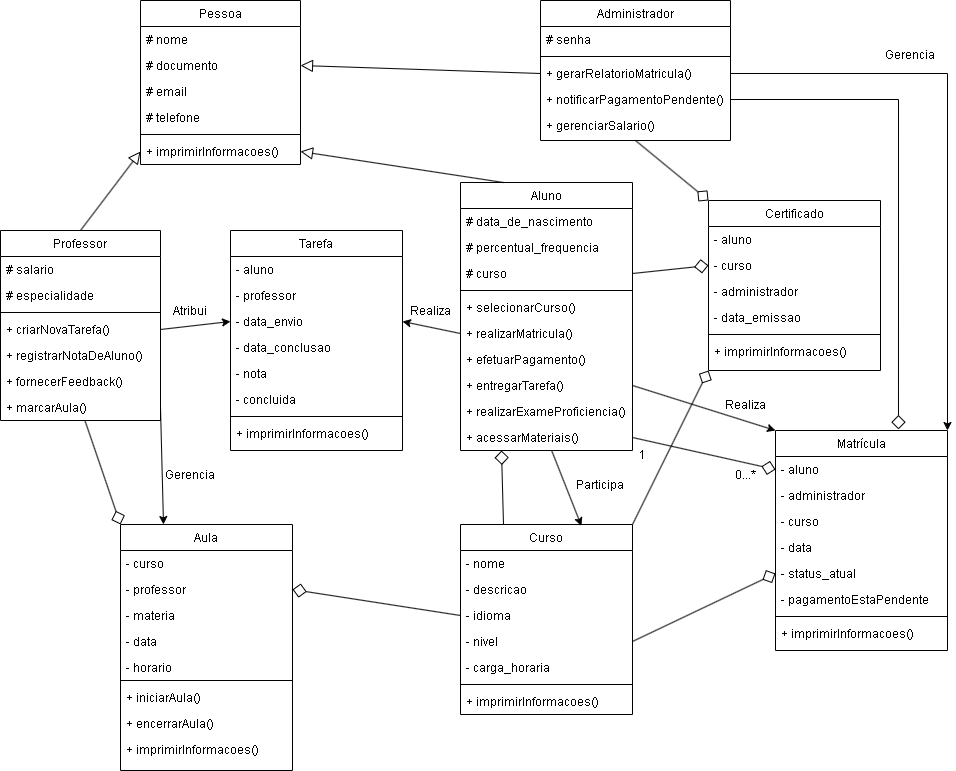 Pessoa
# nome
# documento
# email
# telefone
+ imprimirInformacoes()
Administrador
# senha
+ gerarRelatorioMatricula()
+ notificarPagamentoPendente()
+ gerenciarSalario()
Gerencia
Professor
# salario
# especialidade
+ criarNovaTarefa()
+ registrarNotaDeAluno()
+ fornecerFeedback()
+ marcarAula()
Atribui
Tarefa
- aluno
- professor
- data_envio
- data_conclusao
- nota
- concluida
+ imprimirInformacoes()
Realiza
Aluno
# data_de_nascimento
# percentual_frequencia
# curso
+ selecionarCurso()
+ realizarMatricula()
+ efetuarPagamento()
+ entregarTarefa()
+ realizarExameProficiencia()
+ acessarMateriais()
Certificado
- aluno
- curso
- administrador
- data_emissao
+ imprimirInformacoes()
Realiza
1
0...*
Gerencia
Participa
Matrícula
- aluno
- administrador
- curso
- data
- status_atual
- pagamentoEstaPendente
+ imprimirInformacoes()
Aula
- curso
- professor
- materia
- data
- horario
+ iniciarAula()
+ encerrarAula()
+ imprimirInformacoes()
Curso
- nome
- descricao
- idioma
- nivel
- carga_horaria
+ imprimirInformacoes()